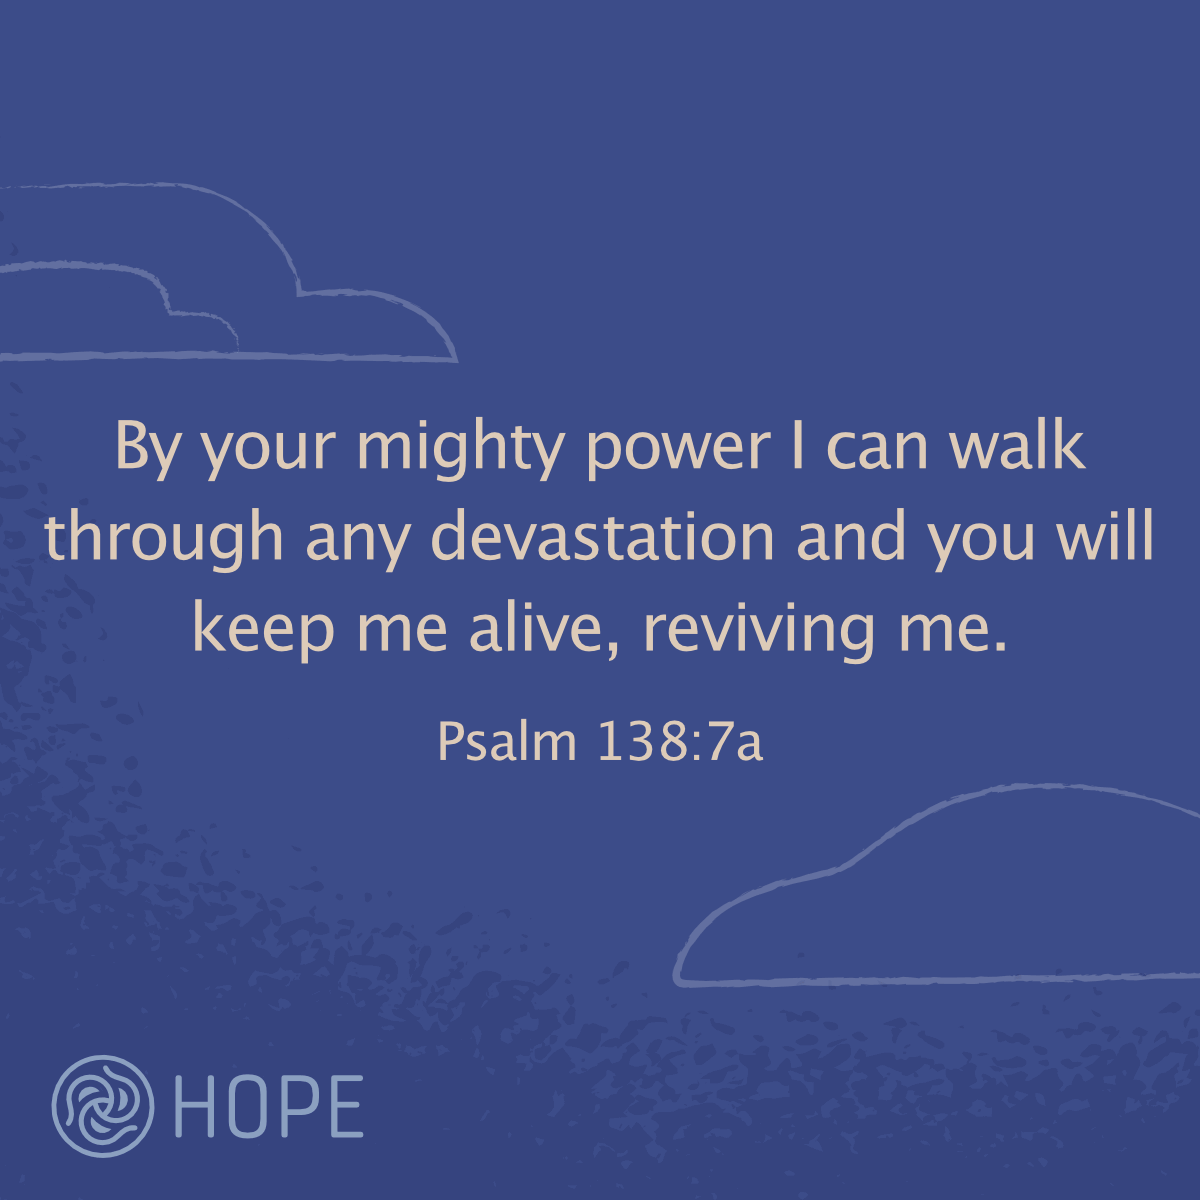 By your mighty power I can walk
through any devastation and you will
keep me alive, reviving me.
Psalm 138:7a
HOPE